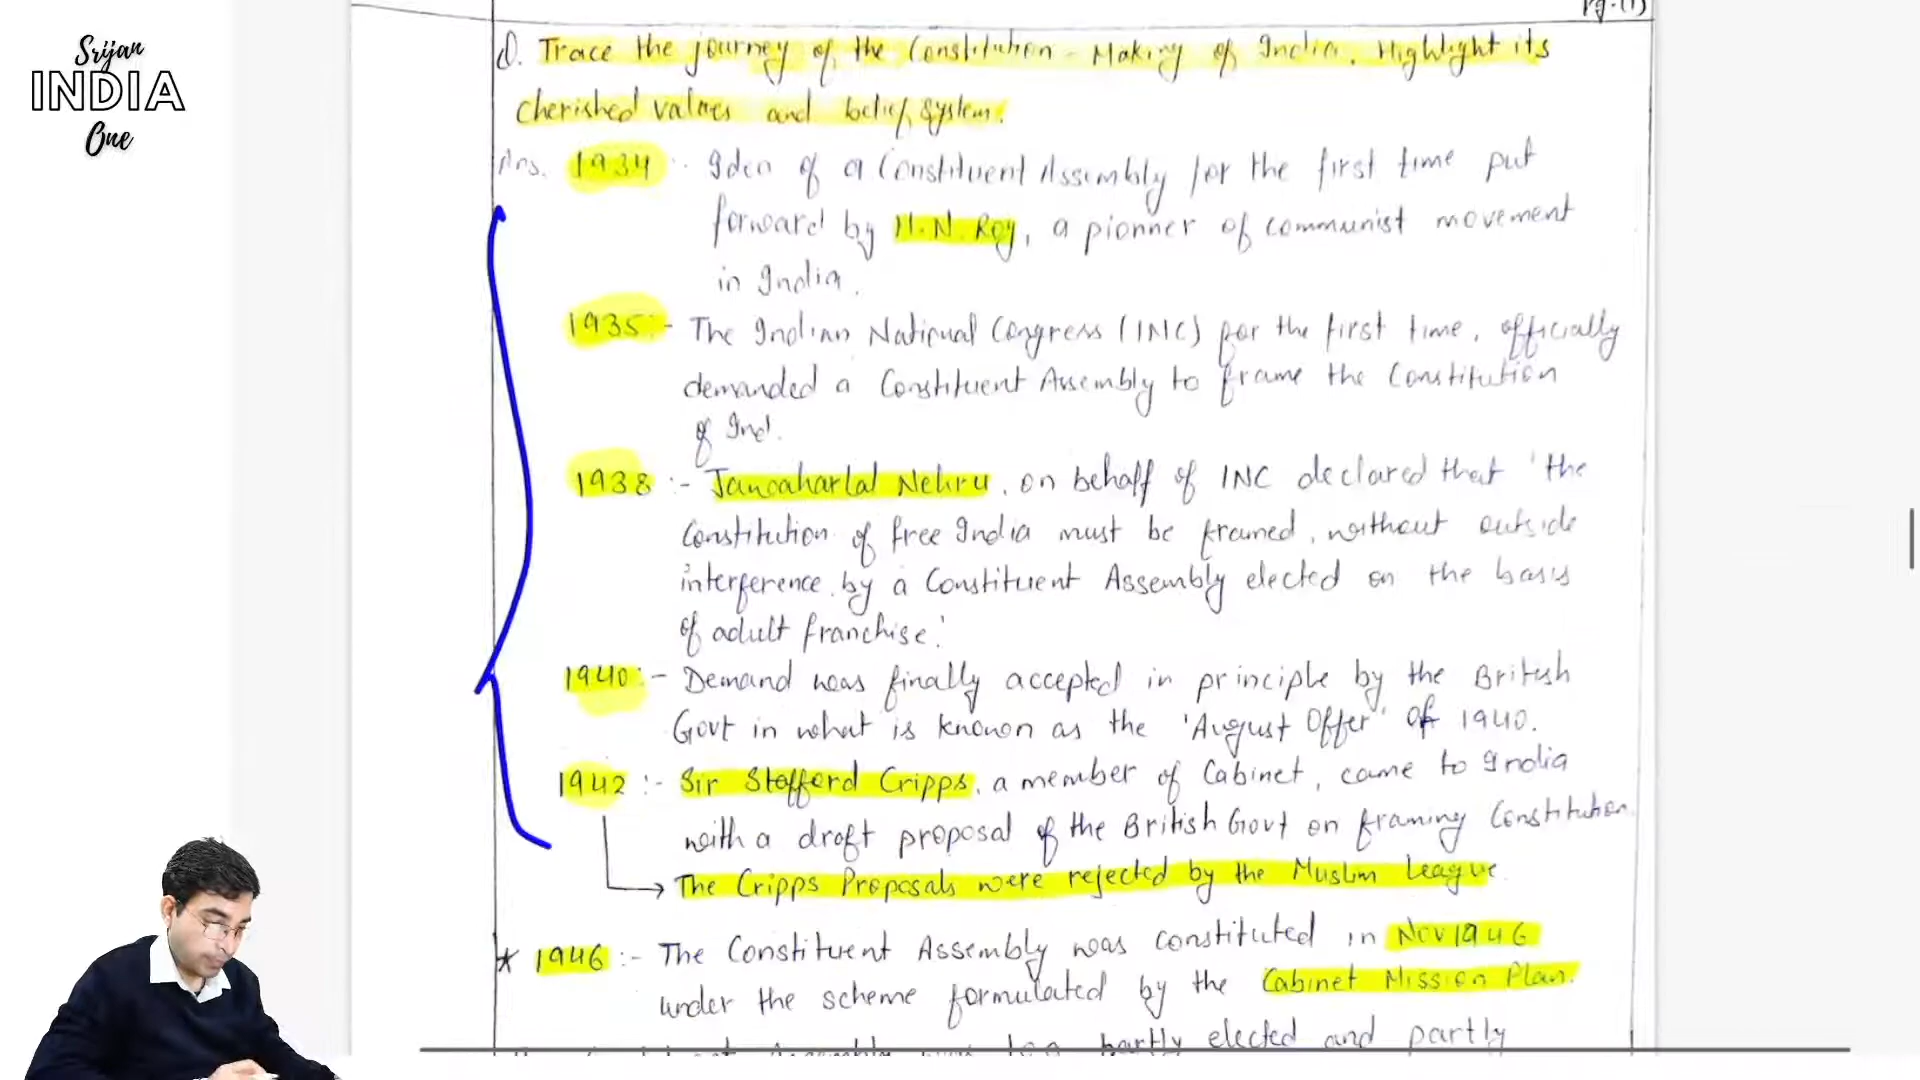 Srijan
INDIA
One
Pg.(1)
Q. Trace the journey of the Constitution - Making of India. Highlight its
cherished values and belief system.
Ans. 1934 :- Idea of a Constituent Assembly for the first time put
forward by M.N. Roy, a pionner of communist movement
in India.
1935 :- The Indian National Congress (INC) for the first time, officially
demanded a Constituent Assembly to frame the Constitution
of Ind.
1938 :- Jawaharlal Nehru, on behalf of INC declared that 'the
Constitution of free India must be framed, without outside
interference, by a Constituent Assembly elected on the basis
of adult franchise.'
1940 :- Demand was finally accepted in principle by the British
Govt in what is known as the 'August Offer' of 1940.
1942 :- Sir Stafford Cripps, a member of Cabinet, came to India
with a draft proposal of the British Govt on framing Constitution.
→ The Cripps Proposals were rejected by the Muslim League.
* 1946 :- The Constituent Assembly was constituted in Nov 1946
under the scheme formulated by the Cabinet Mission Plan.
partly elected and partly